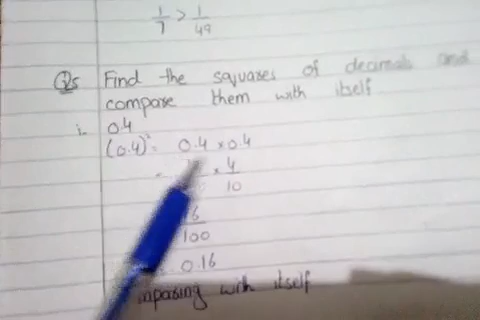 1/7 > 1/49
Q5 Find the squares of decimals and
compare them with itself
i. 0.4
(0.4)² = 0.4 × 0.4
= × 4/10
16/100
0.16
mparing with itself